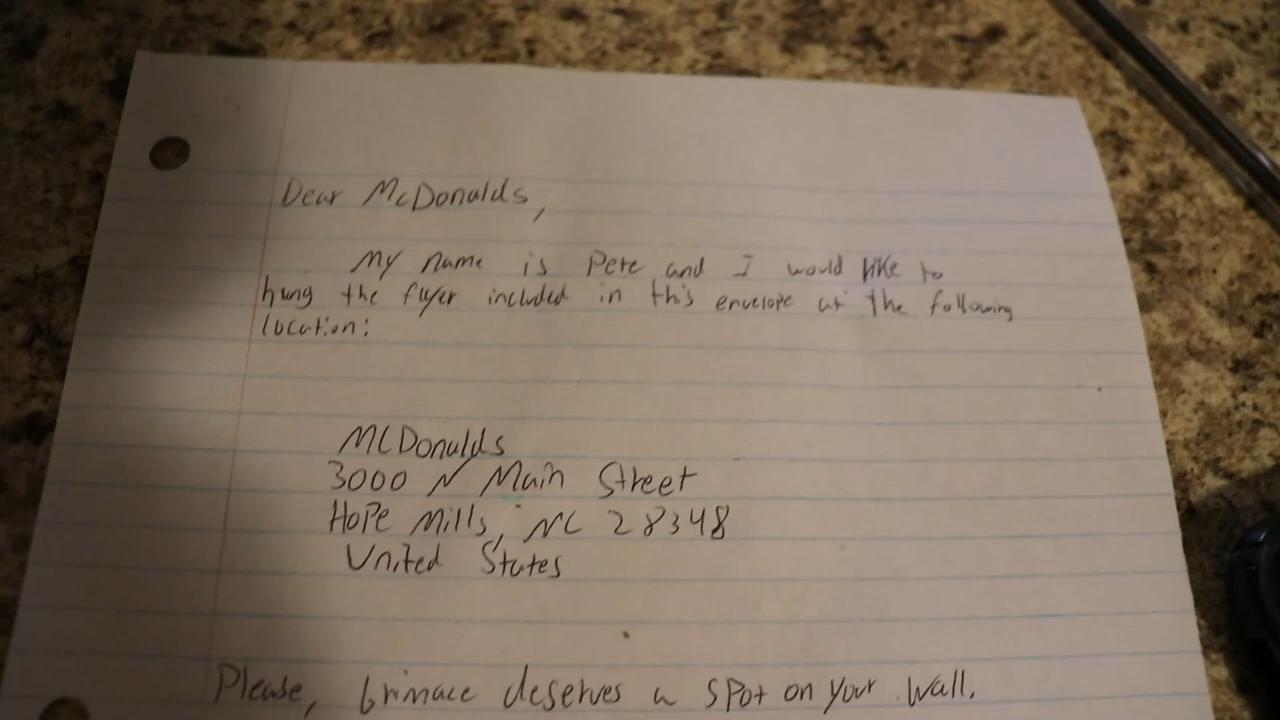 Dear McDonalds,
My name is Pete and I would like to
hang the flyer included in this envelope at the following
location:
McDonalds
3000 N Main Street
Hope Mills, NC 28348
United States
Please, brimace deserves a spot on your wall.